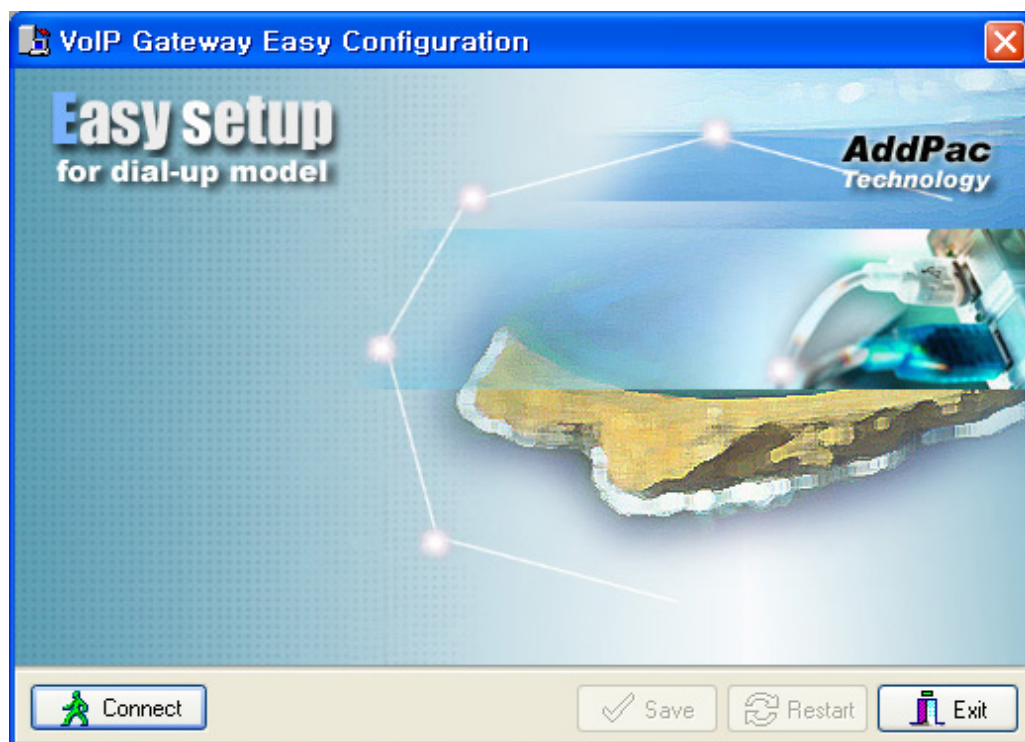 VoIP Gateway Easy Configuration
Easy setup
for dial-up model
AddPac
Technology
Connect
Save
Restart
Exit